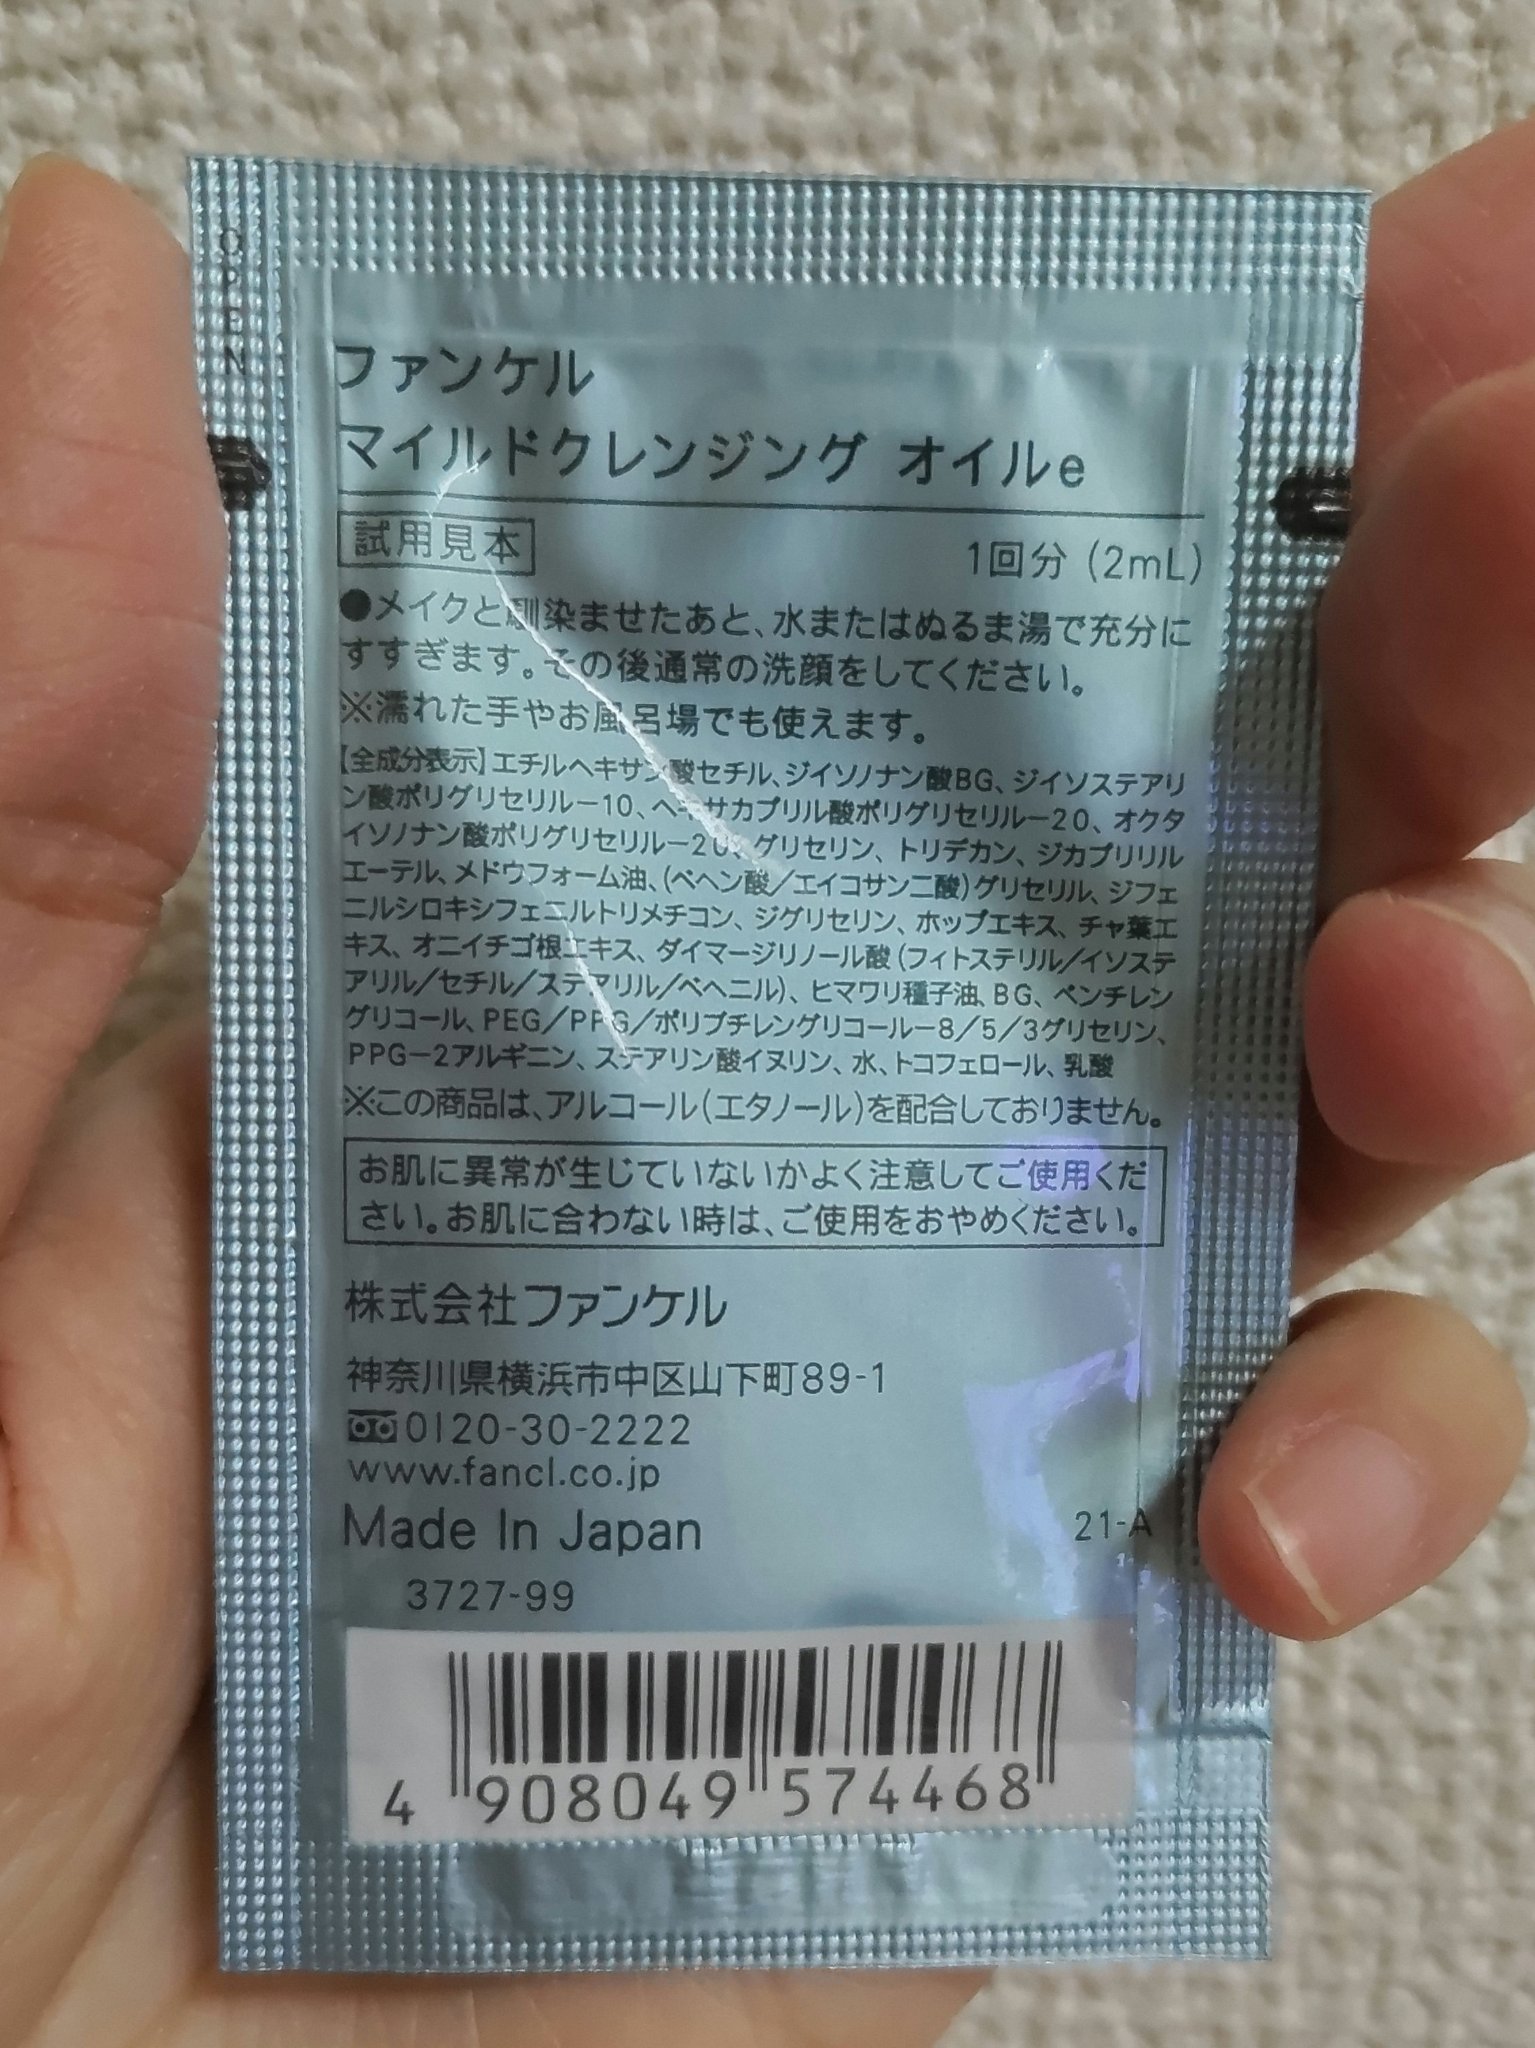 OPEN
ファンケル
マイルドクレンジング オイルe
試用見本
1回分 (2mL)
●メイクと馴染ませたあと、水またはぬるま湯で充分に
すすぎます。その後通常の洗顔をしてください。
※濡れた手やお風呂場でも使えます。
【全成分表示】エチルヘキサン酸セチル、ジイソノナン酸BG、ジイソステアリ
ン酸ポリグリセリル－10、ヘキサカプリル酸ポリグリセリル－20、オクタ
イソノナン酸ポリグリセリル－20、グリセリン、トリデカン、ジカプリリル
エーテル、メドウフォーム油、(ベヘン酸／エイコサン二酸)グリセリル、ジフェ
ニルシロキシフェニルトリメチコン、ジグリセリン、ホップエキス、チャ葉エ
キス、オニイチゴ根エキス、ダイマージリノール酸(フィトステリル／イソステ
アリル／セチル／ステアリル／ベヘニル)、ヒマワリ種子油、BG、ペンチレン
グリコール、PEG／PPG／ポリブチレングリコール－8／5／3グリセリン、
PPG－2アルギニン、ステアリン酸イヌリン、水、トコフェロール、乳酸
※この商品は、アルコール(エタノール)を配合しておりません。
お肌に異常が生じていないかよく注意してご使用くだ
さい。お肌に合わない時は、ご使用をおやめください。
株式会社ファンケル
神奈川県横浜市中区山下町89-1
0120-30-2222
www.fancl.co.jp
Made In Japan
21-A
3727-99
4 908049 574468